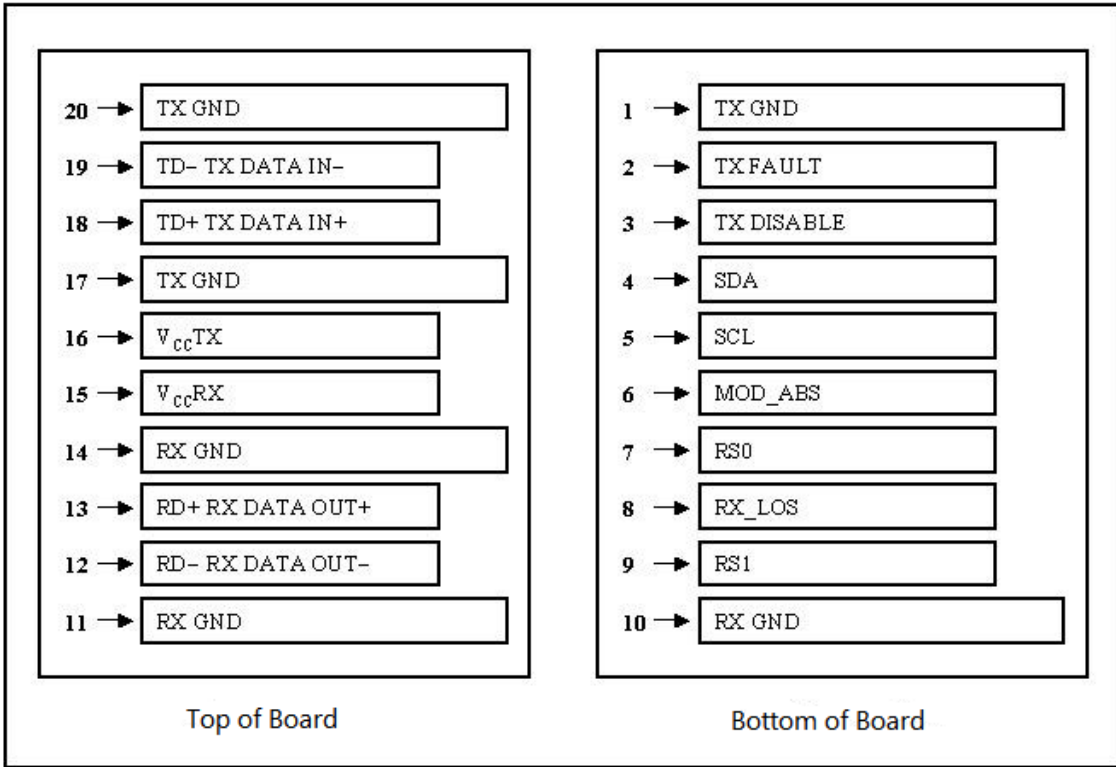 20 TX GND
19 TD− TX DATA IN−
18 TD+ TX DATA IN+
17 TX GND
16 VCCTX
15 VCCRX
14 RX GND
13 RD+ RX DATA OUT+
12 RD− RX DATA OUT−
11 RX GND
Top of Board
1 TX GND
2 TX FAULT
3 TX DISABLE
4 SDA
5 SCL
6 MOD_ABS
7 RS0
8 RX_LOS
9 RS1
10 RX GND
Bottom of Board